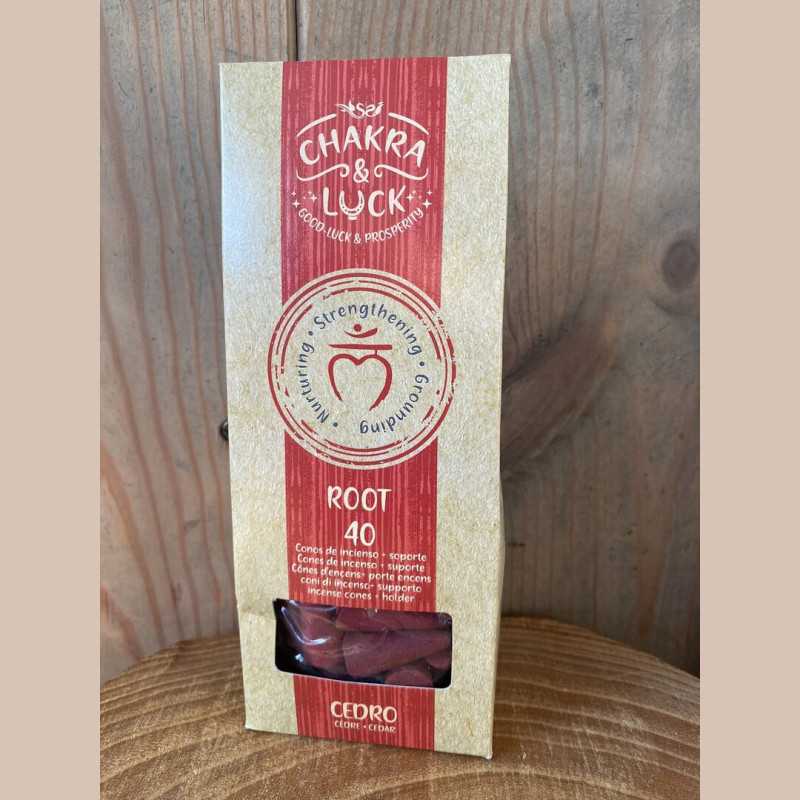 CHAKRA
&
LUCK
GOOD-LUCK & PROSPERITY
Nurturing • Strengthening • Grounding •
ROOT
40
Conos de incienso + soporte
Cones de incenso + suporte
Cônes d'encens+ porte encens
coni di incenso+ supporto
incense cones + holder
CEDRO
CÈDRE • CEDAR